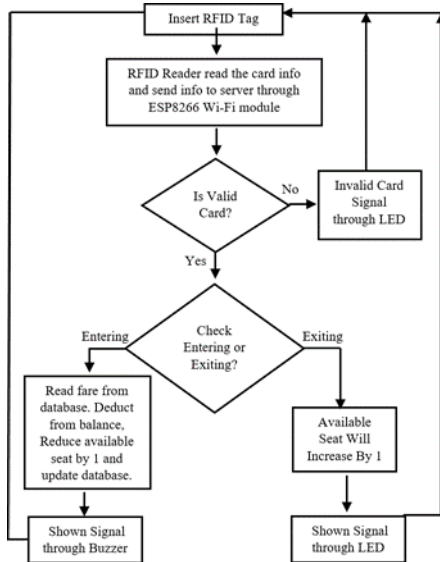 Insert RFID Tag
RFID Reader read the card info
and send info to server through
ESP8266 Wi-Fi module
Is Valid
Card?
No
Invalid Card
Signal
through LED
Yes
Check
Entering or
Exiting?
Entering
Exiting
Read fare from
database. Deduct
from balance,
Reduce available
seat by 1 and
update database.
Available
Seat Will
Increase By 1
Shown Signal
through Buzzer
Shown Signal
through LED